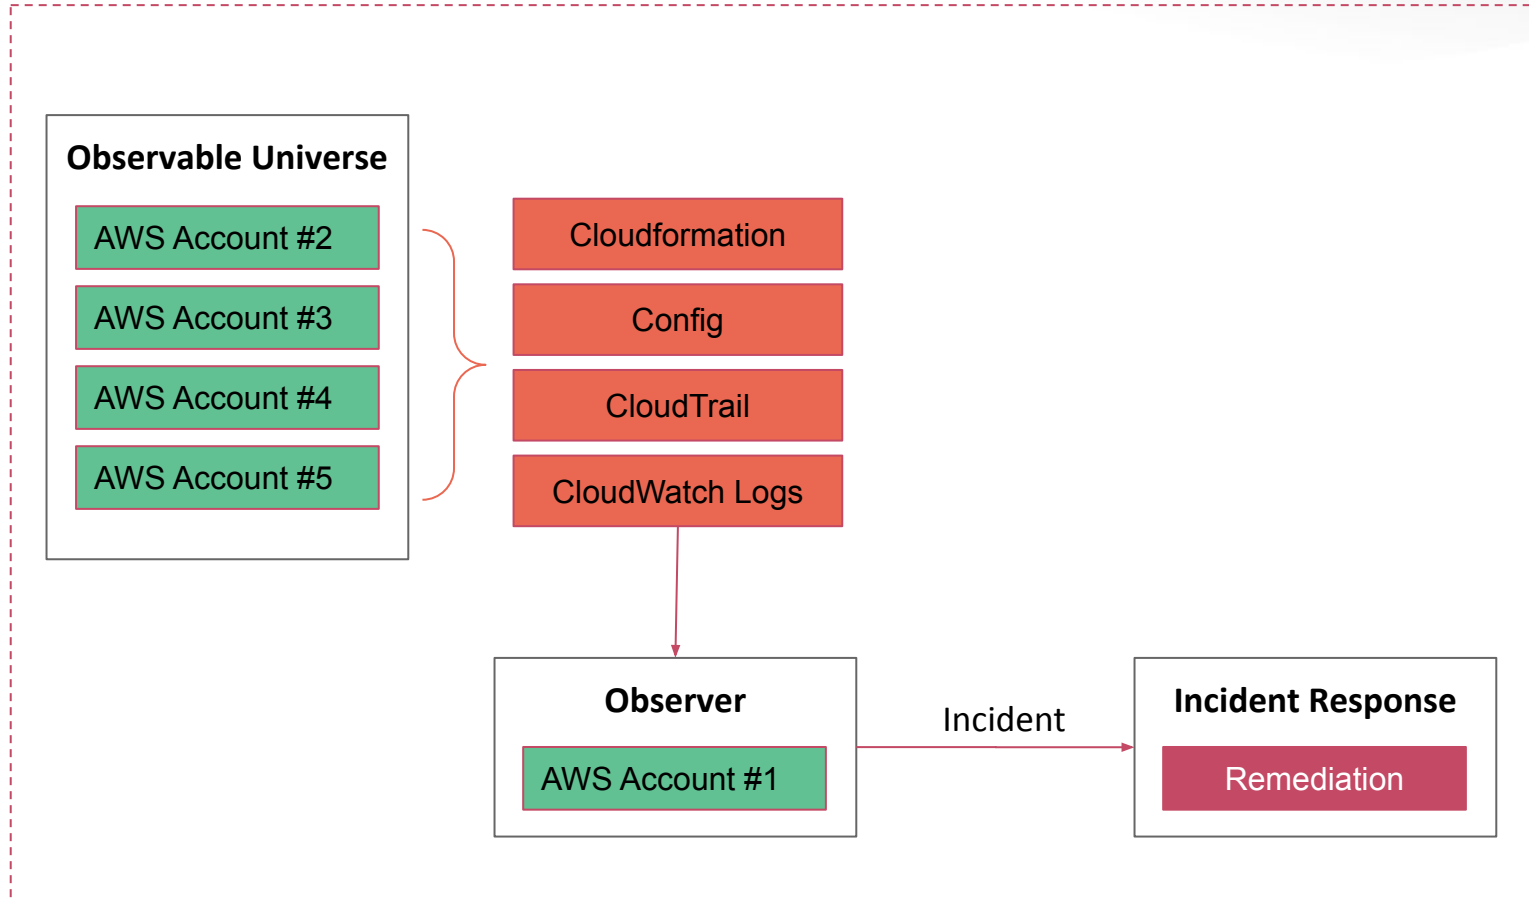 Observable Universe
AWS Account #2
AWS Account #3
AWS Account #4
AWS Account #5
Cloudformation
Config
CloudTrail
CloudWatch Logs
Observer
AWS Account #1
Incident
Incident Response
Remediation